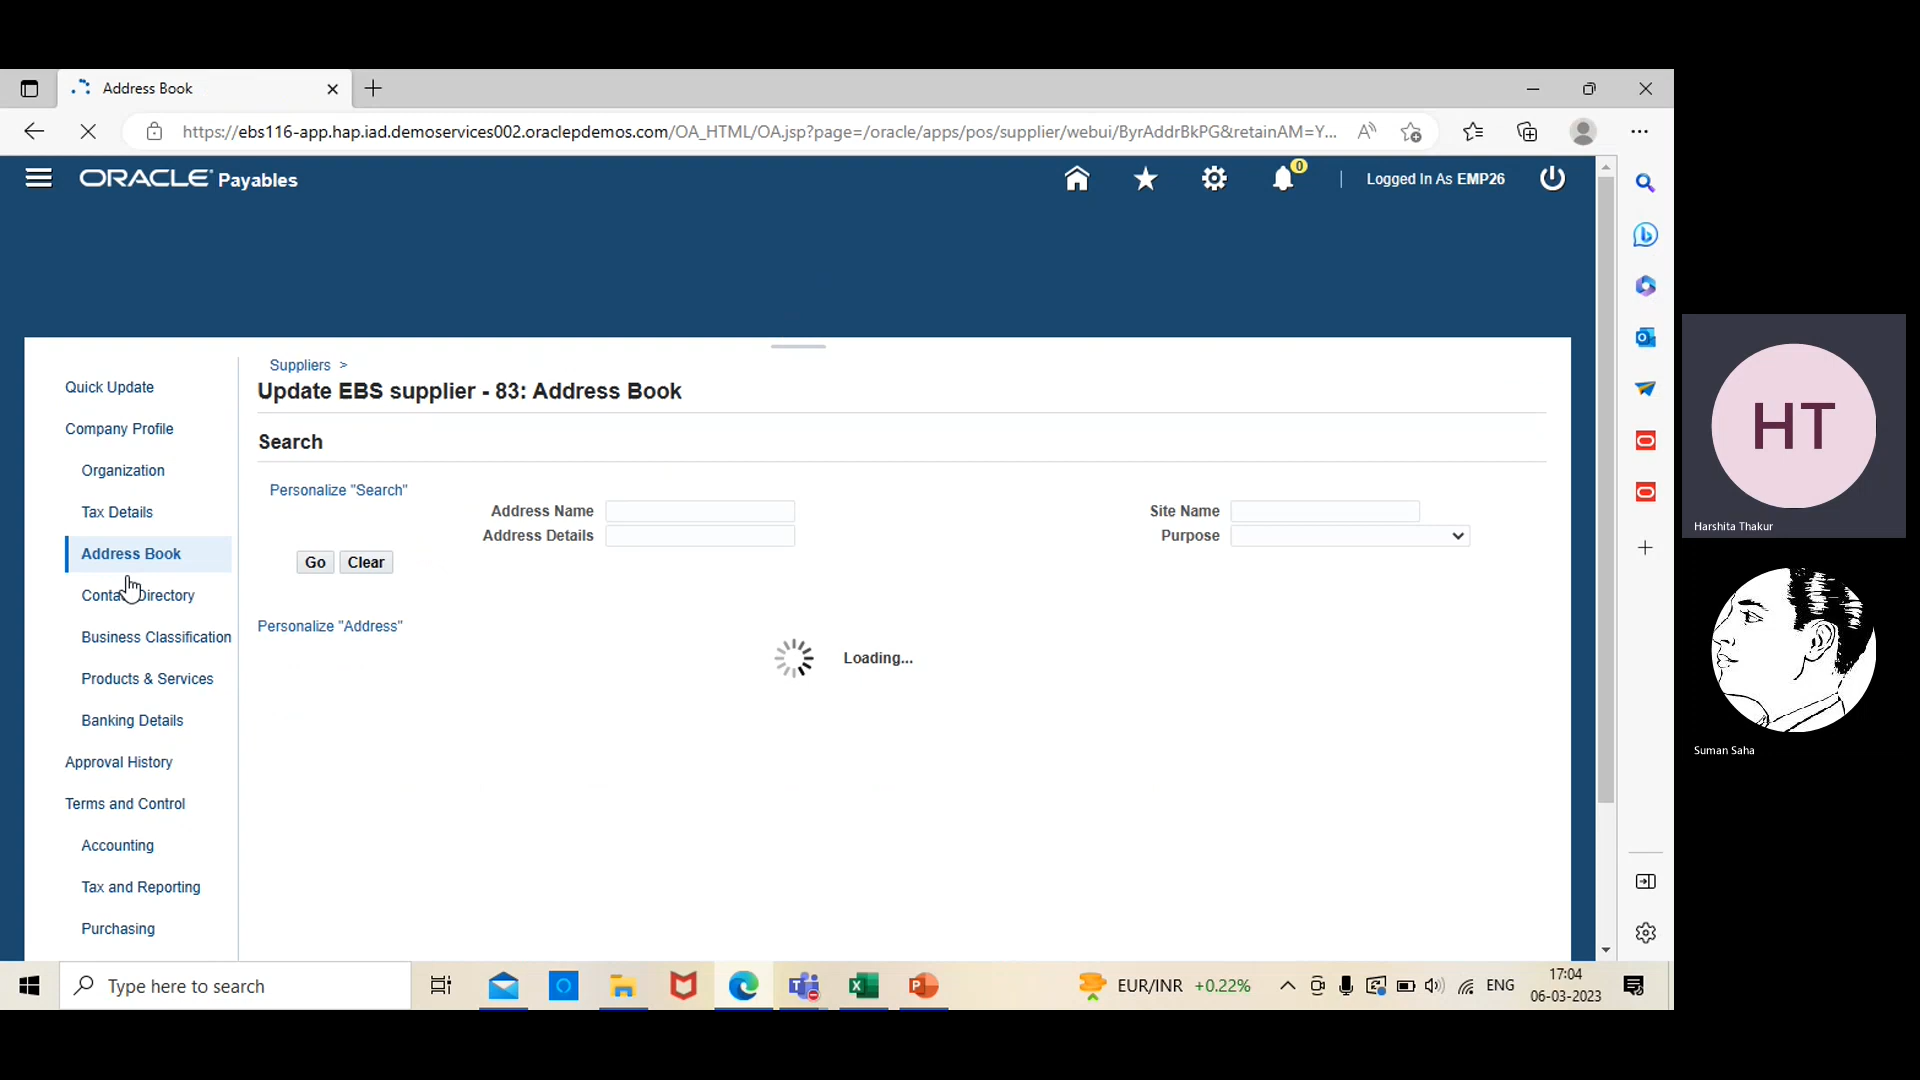 Address Book
https://ebs116-app.hap.iad.demoservices002.oraclepdemos.com/OA_HTML/OA.jsp?page=/oracle/apps/pos/supplier/webui/ByrAddrBkPG&retainAM=Y...
ORACLE Payables
0
Logged In As EMP26
Quick Update
Company Profile
Organization
Tax Details
Address Book
Directory
Business Classification
Products & Services
Banking Details
Approval History
Terms and Control
Accounting
Tax and Reporting
Purchasing
Suppliers >
Update EBS supplier - 83: Address Book
Search
Personalize "Search"
Address Name
Site Name
Address Details
Purpose
Go Clear
Personalize "Address"
Loading...
HT
Harshita Thakur
Suman Saha
Type here to search
EUR/INR +0.22%
ENG
17:04
06-03-2023